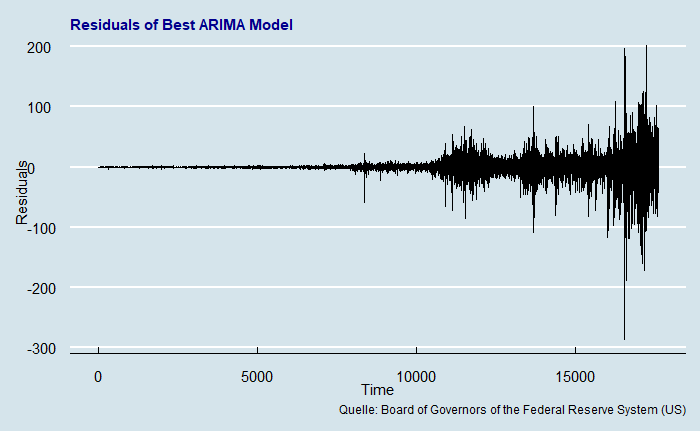 Residuals of Best ARIMA Model
200
100
0
-100
-200
-300
Residuals
0
5000
10000
15000
Time
Quelle: Board of Governors of the Federal Reserve System (US)